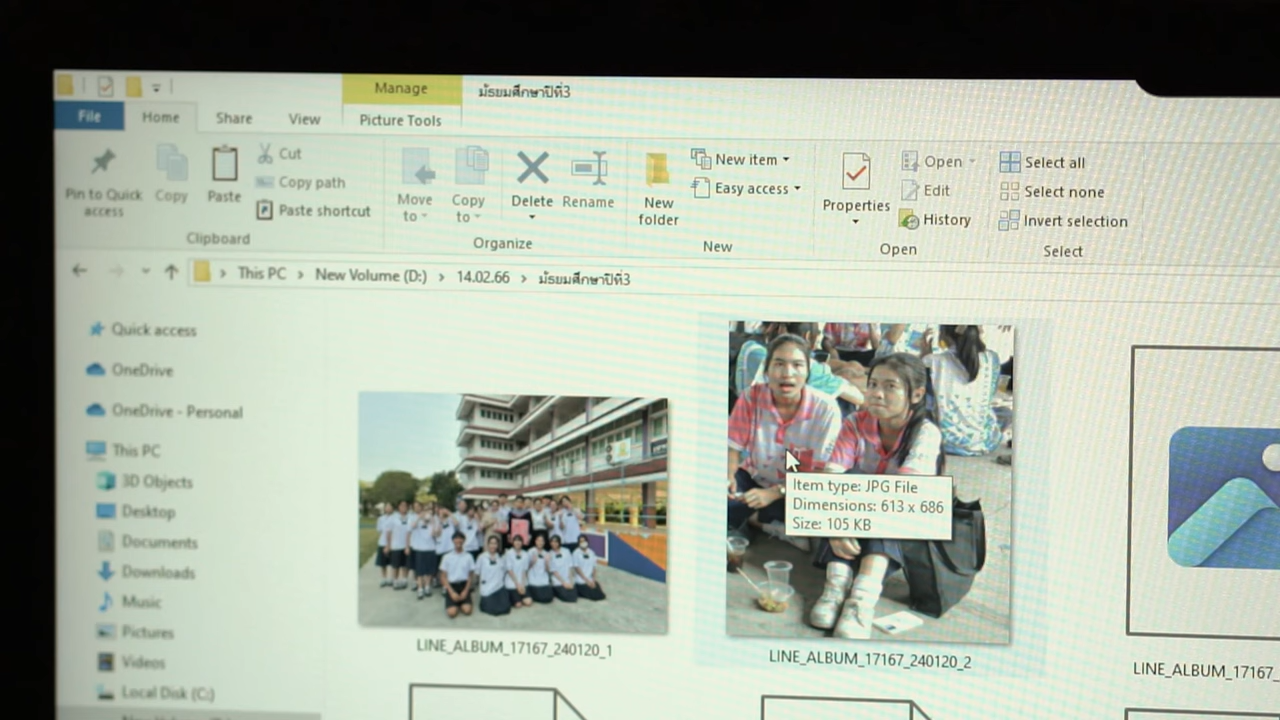 Manage
มัธยมศึกษาปีที่3
File
Home
Share
View
Picture Tools
Pin to Quick access
Copy
Paste
Cut
Copy path
Paste shortcut
Clipboard
Move to
Copy to
Delete
Rename
Organize
New folder
New item
Easy access
New
Properties
Open
Edit
History
Open
Select all
Select none
Invert selection
Select
This PC > New Volume (D:) > 14.02.66 > มัธยมศึกษาปีที่3
Quick access
OneDrive
OneDrive - Personal
This PC
3D Objects
Desktop
Documents
Downloads
Music
Pictures
Videos
Local Disk (C:)
Item type: JPG File
Dimensions: 613 x 686
Size: 105 KB
LINE_ALBUM_17167_240120_1
LINE_ALBUM_17167_240120_2
LINE_ALBUM_17167_